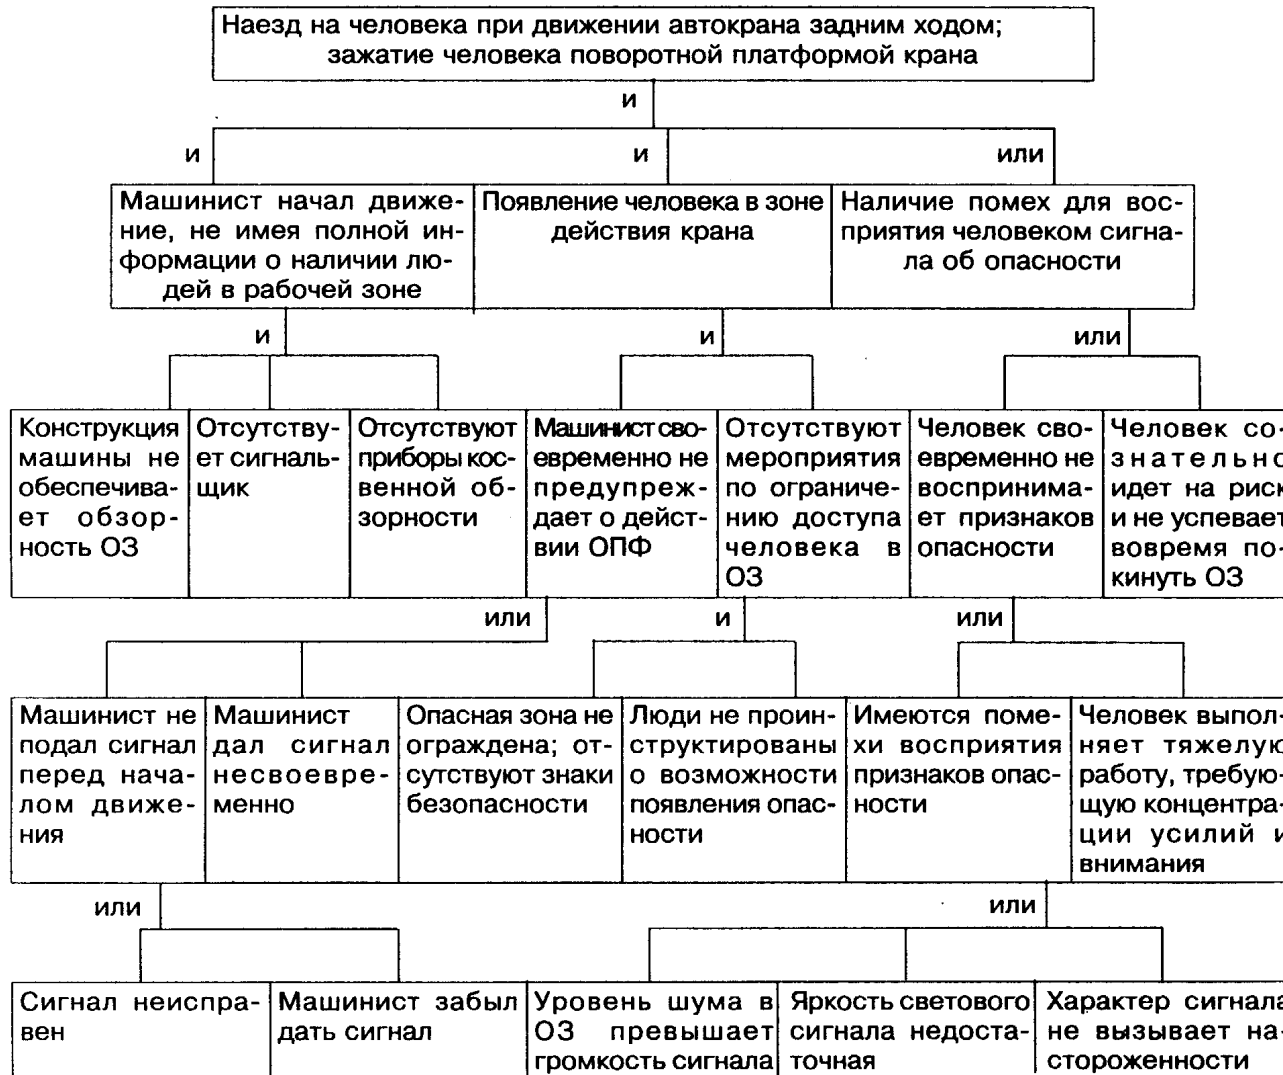 Наезд на человека при движении автокрана задним ходом;
зажатие человека поворотной платформой крана
и
и
и
или
Машинист начал движе-
ние, не имея полной ин-
формации о наличии лю-
дей в рабочей зоне
Появление человека в зоне
действия крана
Наличие помех для вос-
приятия человеком сигна-
ла об опасности
и
и
или
Конструкция
машины не
обеспечива-
ет обзор-
ность ОЗ
Отсутству-
ет сигналь-
щик
Отсутствуют
приборы кос-
венной об-
зорности
Машинист сво-
евременно не
предупреж-
дает о дейст-
вии ОПФ
Отсутствуют
мероприятия
по ограниче-
нию доступа
человека в
ОЗ
Человек сво-
евременно не
воспринима-
ет признаков
опасности
Человек со-
знательно
идет на риск
и не успевает
вовремя по-
кинуть ОЗ
или
и
или
Машинист не
подал сигнал
перед нача-
лом движе-
ния
Машинист
дал сигнал
несвоевре-
менно
Опасная зона не
ограждена; от-
сутствуют знаки
безопасности
Люди не проин-
структированы
о возможности
появления опас-
ности
Имеются поме-
хи восприятия
признаков опас-
ности
Человек выпол-
няет тяжелую
работу, требую-
щую концентра-
ции усилий и
внимания
или
или
Сигнал неиспра-
вен
Машинист забыл
дать сигнал
Уровень шума в
ОЗ превышает
громкость сигнала
Яркость светового
сигнала недоста-
точная
Характер сигнала
не вызывает на-
стороженности